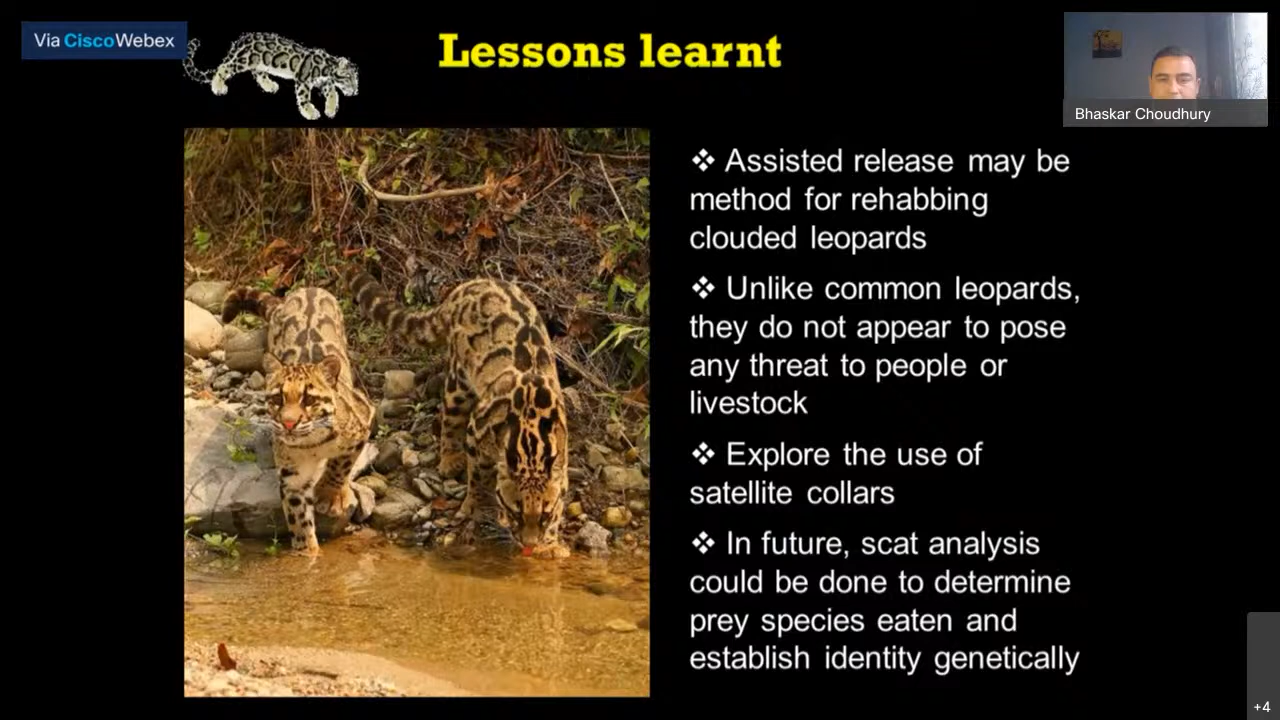 Via Cisco Webex
Lessons learnt
Bhaskar Choudhury
❖ Assisted release may be
method for rehabbing
clouded leopards
❖ Unlike common leopards,
they do not appear to pose
any threat to people or
livestock
❖ Explore the use of
satellite collars
❖ In future, scat analysis
could be done to determine
prey species eaten and
establish identity genetically
+4